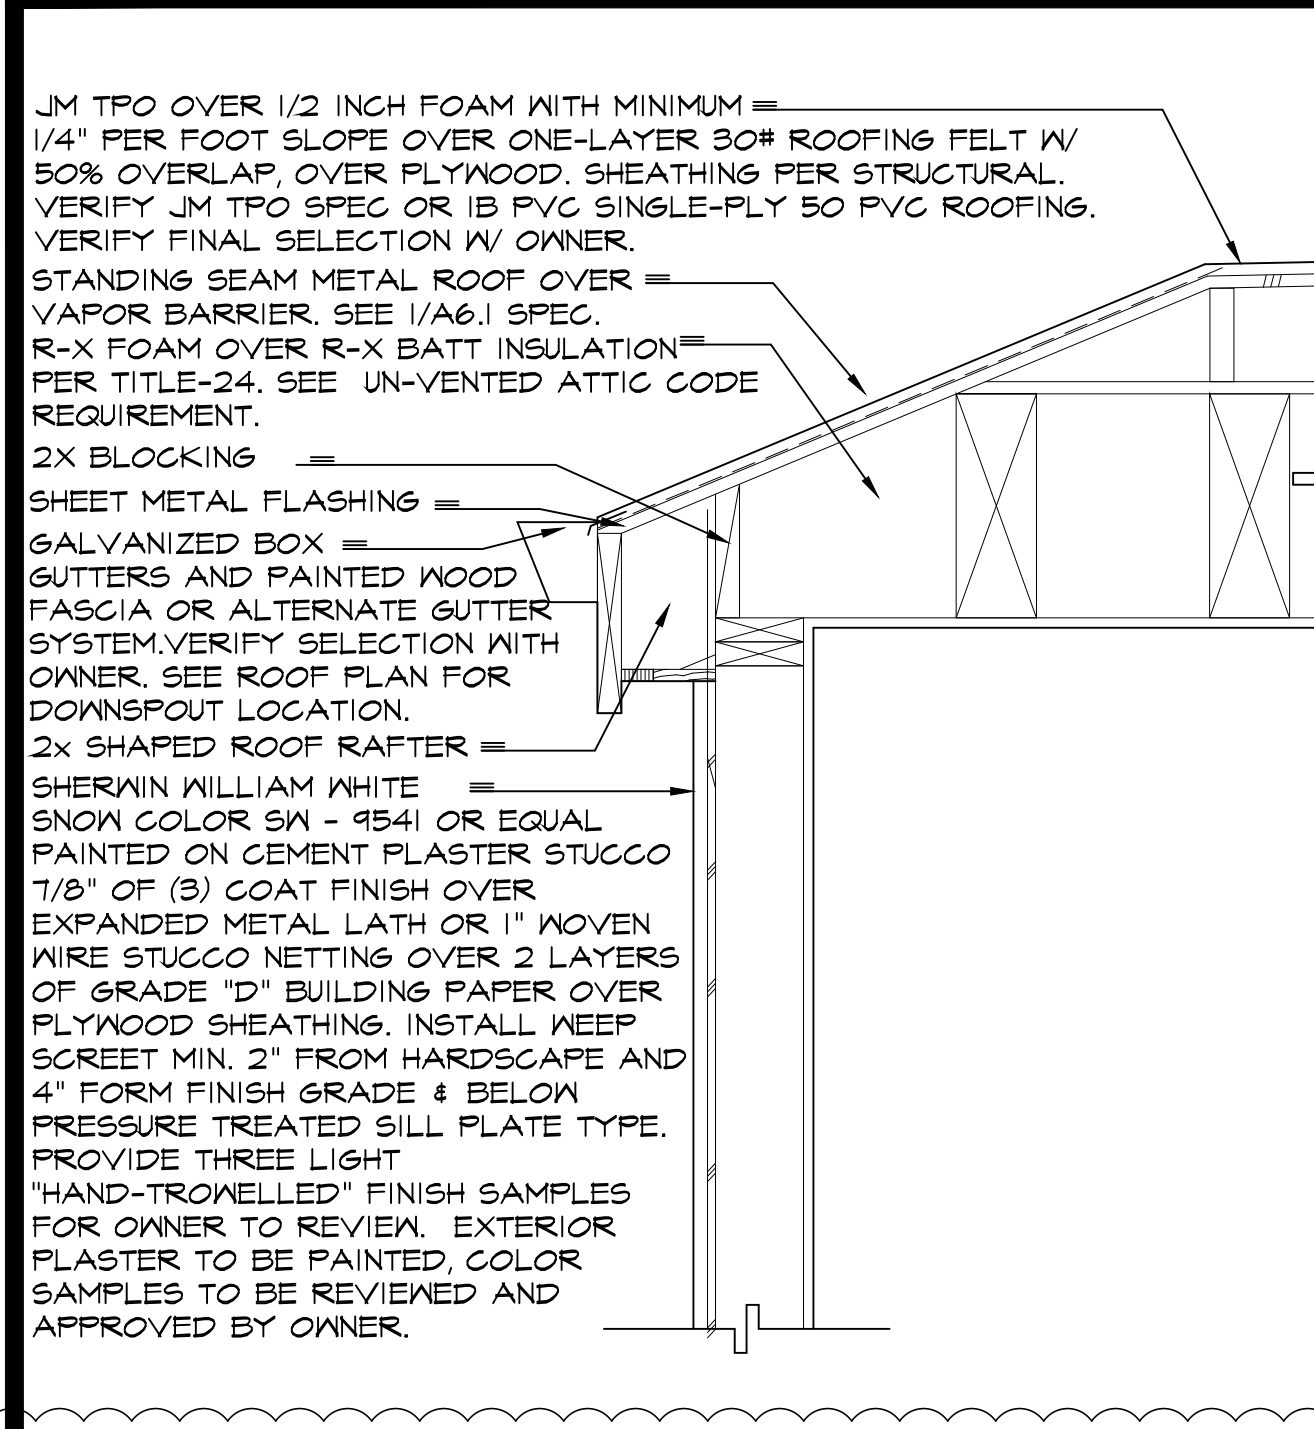 JM TPO OVER 1/2 INCH FOAM WITH MINIMUM
1/4" PER FOOT SLOPE OVER ONE-LAYER 30# ROOFING FELT W/
50% OVERLAP, OVER PLYWOOD. SHEATHING PER STRUCTURAL.
VERIFY JM TPO SPEC OR IB PVC SINGLE-PLY 50 PVC ROOFING.
VERIFY FINAL SELECTION W/ OWNER.
STANDING SEAM METAL ROOF OVER
VAPOR BARRIER. SEE 1/A6.1 SPEC.
R-X FOAM OVER R-X BATT INSULATION
PER TITLE-24. SEE UN-VENTED ATTIC CODE
REQUIREMENT.
2X BLOCKING
SHEET METAL FLASHING
GALVANIZED BOX
GUTTERS AND PAINTED WOOD
FASCIA OR ALTERNATE GUTTER
SYSTEM.VERIFY SELECTION WITH
OWNER. SEE ROOF PLAN FOR
DOWNSPOUT LOCATION.
2x SHAPED ROOF RAFTER
SHERWIN WILLIAM WHITE
SNOW COLOR SW - 9541 OR EQUAL
PAINTED ON CEMENT PLASTER STUCCO
7/8" OF (3) COAT FINISH OVER
EXPANDED METAL LATH OR 1" WOVEN
WIRE STUCCO NETTING OVER 2 LAYERS
OF GRADE "D" BUILDING PAPER OVER
PLYWOOD SHEATHING. INSTALL WEEP
SCREET MIN. 2" FROM HARDSCAPE AND
4" FORM FINISH GRADE & BELOW
PRESSURE TREATED SILL PLATE TYPE.
PROVIDE THREE LIGHT
"HAND-TROWELLED" FINISH SAMPLES
FOR OWNER TO REVIEW. EXTERIOR
PLASTER TO BE PAINTED, COLOR
SAMPLES TO BE REVIEWED AND
APPROVED BY OWNER.